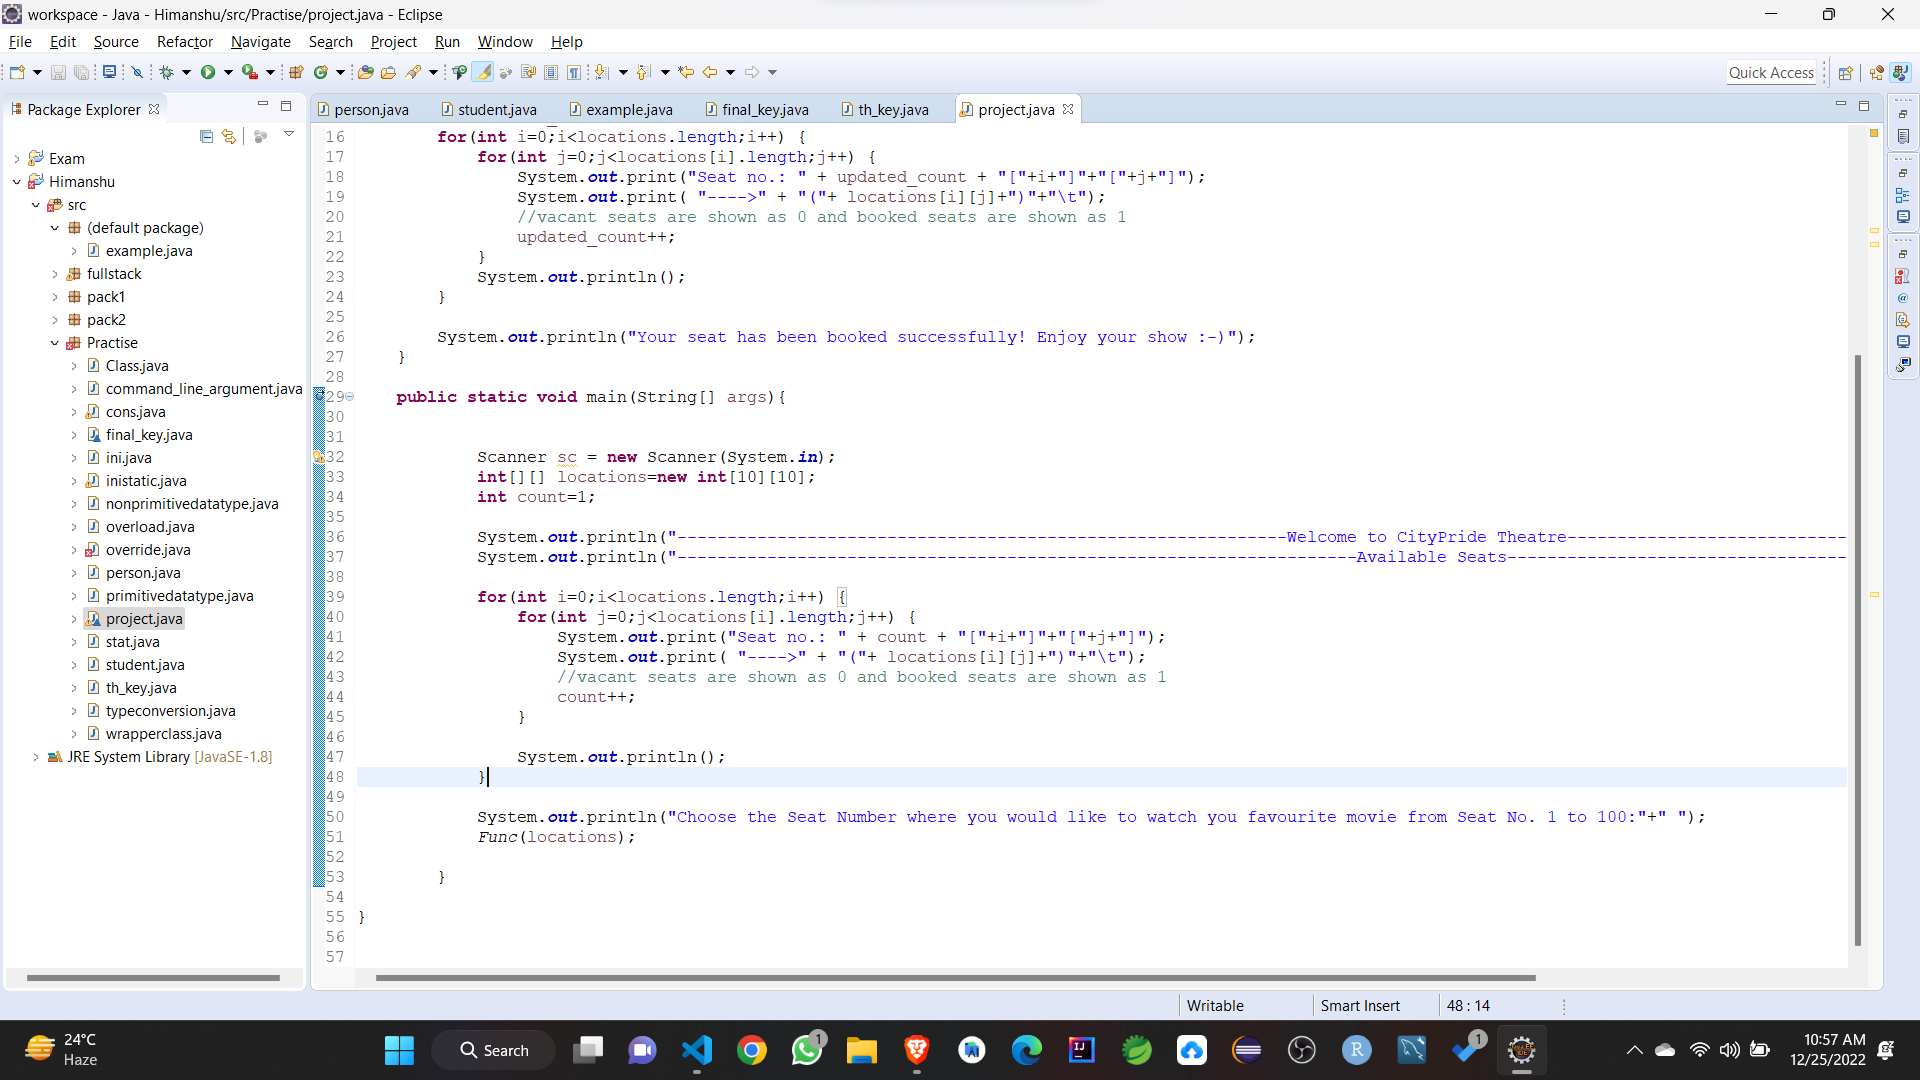 workspace - Java - Himanshu/src/Practise/project.java - Eclipse
File Edit Source Refactor Navigate Search Project Run Window Help
Quick Access
Package Explorer
person.java student.java example.java final_key.java th_key.java project.java
Exam
Himanshu
src
(default package)
example.java
fullstack
pack1
pack2
Practise
Class.java
command_line_argument.java
cons.java
final_key.java
ini.java
inistatic.java
nonprimitivedatatype.java
overload.java
override.java
person.java
primitivedatatype.java
project.java
stat.java
student.java
th_key.java
typeconversion.java
wrapperclass.java
JRE System Library [JavaSE-1.8]
16 for(int i=0;i<locations.length;i++) {
17 for(int j=0;j<locations[i].length;j++) {
18 System.out.print("Seat no.: " + updated_count + "["+i+"]"+"["+j+"]");
19 System.out.print( "---->" + "("+ locations[i][j]+")"+"\t");
20 //vacant seats are shown as 0 and booked seats are shown as 1
21 updated_count++;
22 }
23 System.out.println();
24 }
25
26 System.out.println("Your seat has been booked successfully! Enjoy your show :-)");
27 }
28
29 public static void main(String[] args){
30
31
32 Scanner sc = new Scanner(System.in);
33 int[][] locations=new int[10][10];
34 int count=1;
35
36 System.out.println("-------------------------------------------------------------Welcome to CityPride Theatre----------------------------
37 System.out.println("--------------------------------------------------------------------Available Seats----------------------------------
38
39 for(int i=0;i<locations.length;i++) {
40 for(int j=0;j<locations[i].length;j++) {
41 System.out.print("Seat no.: " + count + "["+i+"]"+"["+j+"]");
42 System.out.print( "---->" + "("+ locations[i][j]+")"+"\t");
43 //vacant seats are shown as 0 and booked seats are shown as 1
44 count++;
45 }
46
47 System.out.println();
48 }
49
50 System.out.println("Choose the Seat Number where you would like to watch you favourite movie from Seat No. 1 to 100:"+" ");
51 Func(locations);
52
53 }
54
55 }
56
57
Writable Smart Insert 48 : 14
24°C
Haze
Search
1
1
10:57 AM
12/25/2022